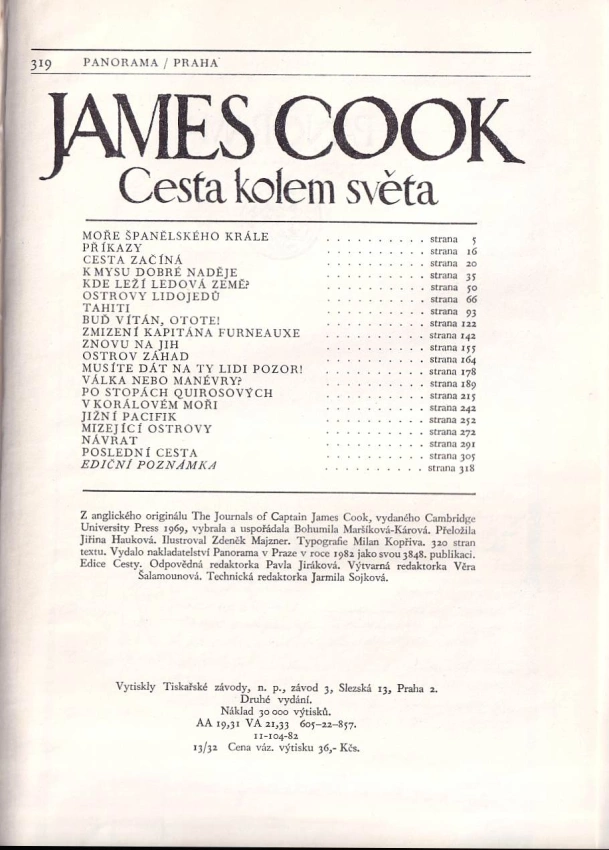 319 PANORAMA / PRAHA
JAMES COOK
Cesta kolem světa
MOŘE ŠPANĚLSKÉHO KRÁLE . . . . . . . . . . strana 5
PŘÍKAZY . . . . . . . . . . strana 16
CESTA ZAČÍNÁ . . . . . . . . . . strana 20
K MYSU DOBRÉ NADĚJE . . . . . . . . . . strana 35
KDE LEŽÍ LEDOVÁ ZEMĚ? . . . . . . . . . . strana 50
OSTROVY LIDOJEDŮ . . . . . . . . . . strana 66
TAHITI . . . . . . . . . . strana 93
BUĎ VÍTÁN, OTOTE! . . . . . . . . . . strana 122
ZMIZENÍ KAPITÁNA FURNEAUXE . . . . . . . . . . strana 142
ZNOVU NA JIH . . . . . . . . . . strana 155
OSTROV ZÁHAD . . . . . . . . . . strana 164
MUSÍTE DÁT NA TY LIDI POZOR! . . . . . . . . . . strana 178
VÁLKA NEBO MANÉVRY? . . . . . . . . . . strana 189
PO STOPÁCH QUIROSOVÝCH . . . . . . . . . . strana 215
V KORÁLOVÉM MOŘI . . . . . . . . . . strana 242
JIŽNÍ PACIFIK . . . . . . . . . . strana 252
MIZEJÍCÍ OSTROVY . . . . . . . . . . strana 272
NÁVRAT . . . . . . . . . . strana 291
POSLEDNÍ CESTA . . . . . . . . . . strana 305
EDIČNÍ POZNÁMKA . . . . . . . . . . strana 318
Z anglického originálu The Journals of Captain James Cook, vydaného Cambridge
University Press 1969, vybrala a uspořádala Bohumila Maršíková-Kárová. Přeložila
Jiřina Hauková. Ilustroval Zdeněk Majzner. Typografie Milan Kopřiva. 320 stran
textu. Vydalo nakladatelství Panorama v Praze v roce 1982 jako svou 3848. publikaci.
Edice Cesty. Odpovědná redaktorka Pavla Jiráková. Výtvarná redaktorka Věra
Šalamounová. Technická redaktorka Jarmila Sojková.
Vytiskly Tiskařské závody, n. p., závod 3, Slezská 13, Praha 2.
Druhé vydání.
Náklad 30 000 výtisků.
AA 19,31 VA 21,33 605–22–857.
11-104-82
13/32 Cena váz. výtisku 36,- Kčs.